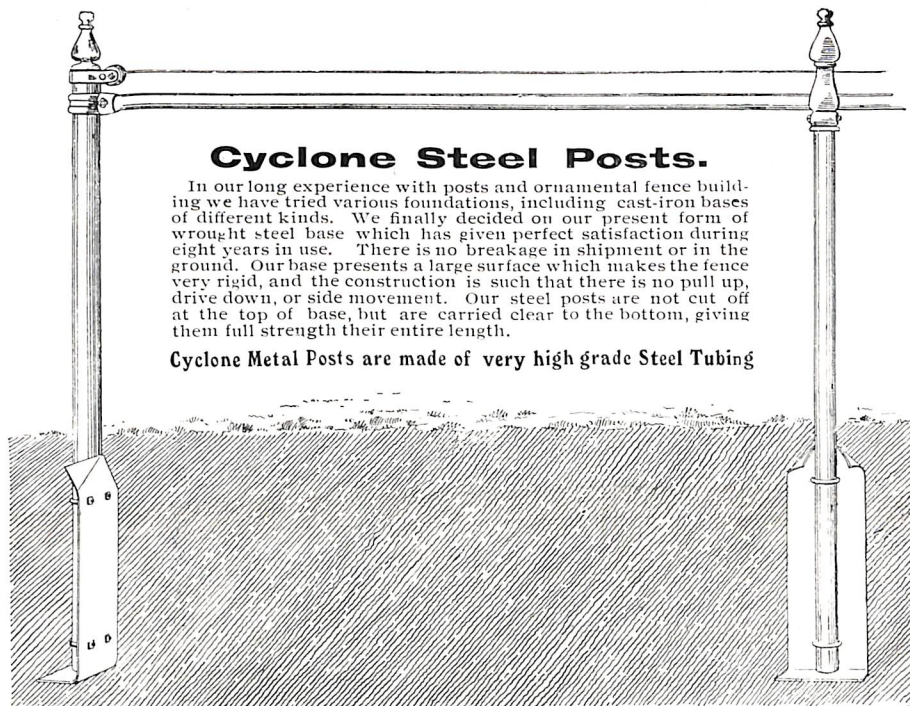 Cyclone Steel Posts.
In our long experience with posts and ornamental fence build-
ing we have tried various foundations, including cast-iron bases
of different kinds. We finally decided on our present form of
wrought steel base which has given perfect satisfaction during
eight years in use. There is no breakage in shipment or in the
ground. Our base presents a large surface which makes the fence
very rigid, and the construction is such that there is no pull up,
drive down, or side movement. Our steel posts are not cut off
at the top of base, but are carried clear to the bottom, giving
them full strength their entire length.
Cyclone Metal Posts are made of very high grade Steel Tubing